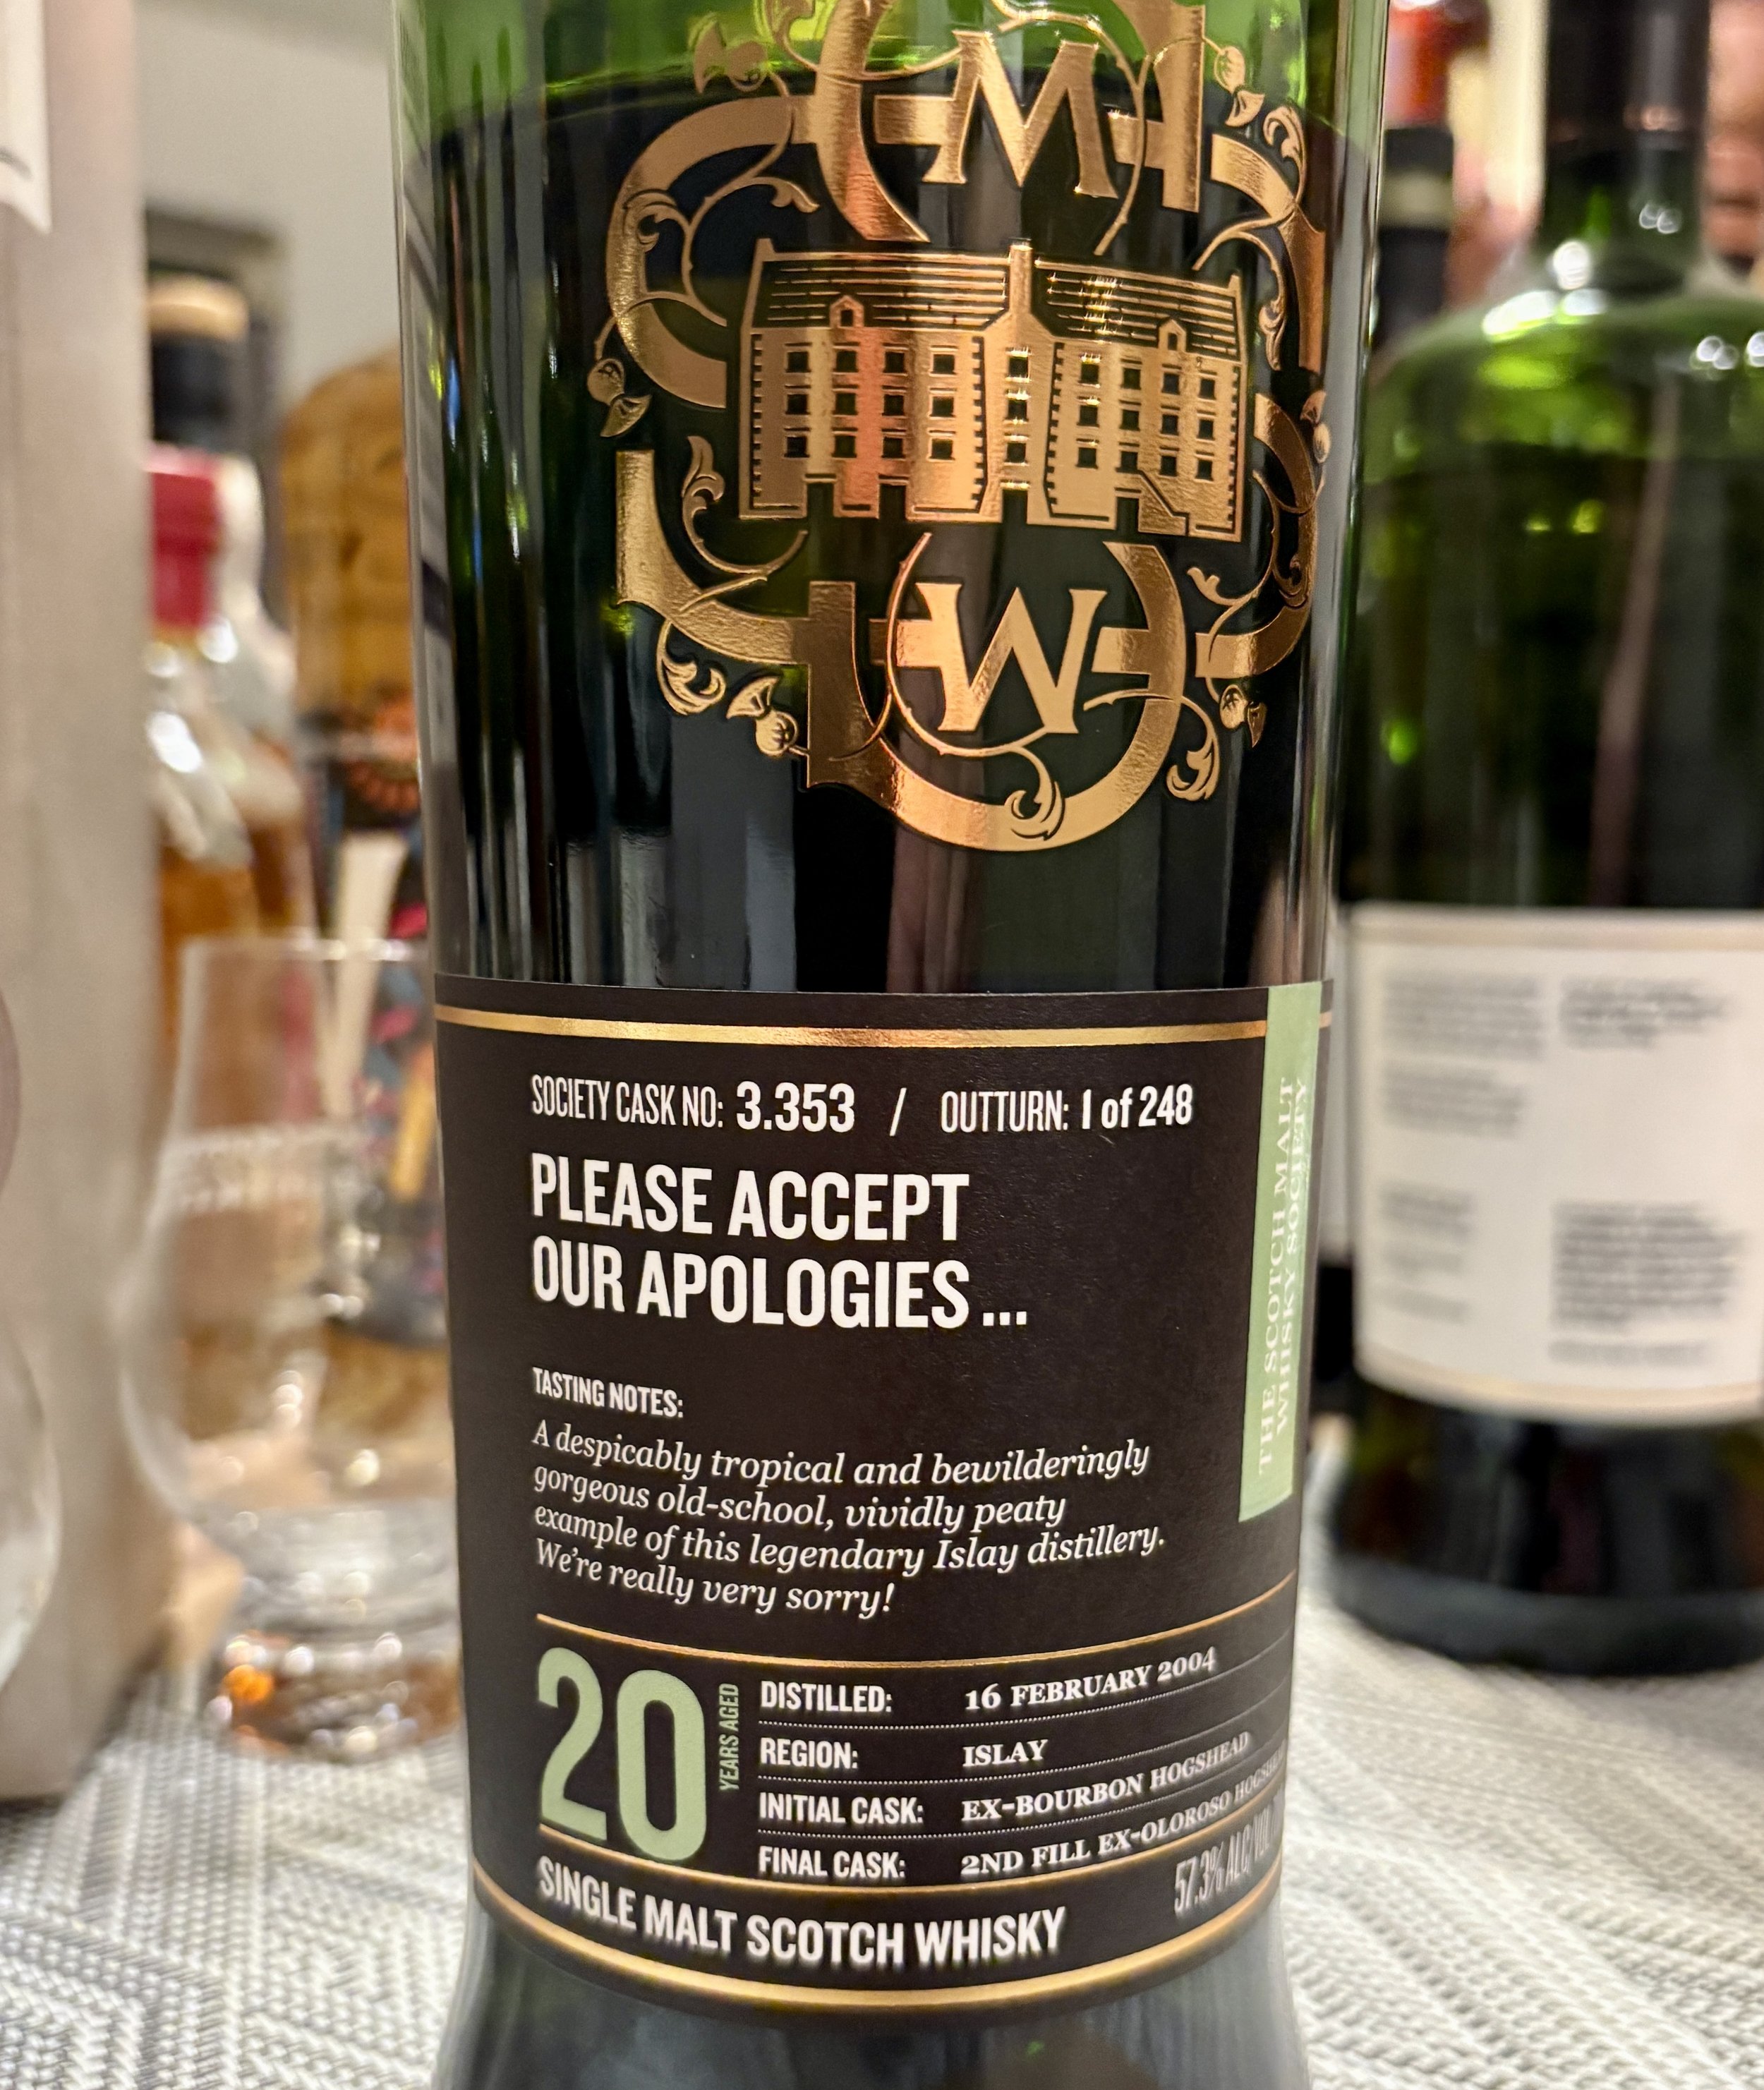 M
W
SOCIETY CASK NO: 3.353 / OUTTURN: 1 of 248
PLEASE ACCEPT
OUR APOLOGIES ...
TASTING NOTES:
A despicably tropical and bewilderingly
gorgeous old-school, vividly peaty
example of this legendary Islay distillery.
We're really very sorry!
20
YEARS AGED
DISTILLED: 16 FEBRUARY 2004
REGION: ISLAY
INITIAL CASK: EX-BOURBON HOGSHEAD
FINAL CASK: 2ND FILL EX-OLOROSO HOGSHEAD
SINGLE MALT SCOTCH WHISKY
57.3% ALC/VOL
THE SCOTCH MALT
WHISKY SOCIETY